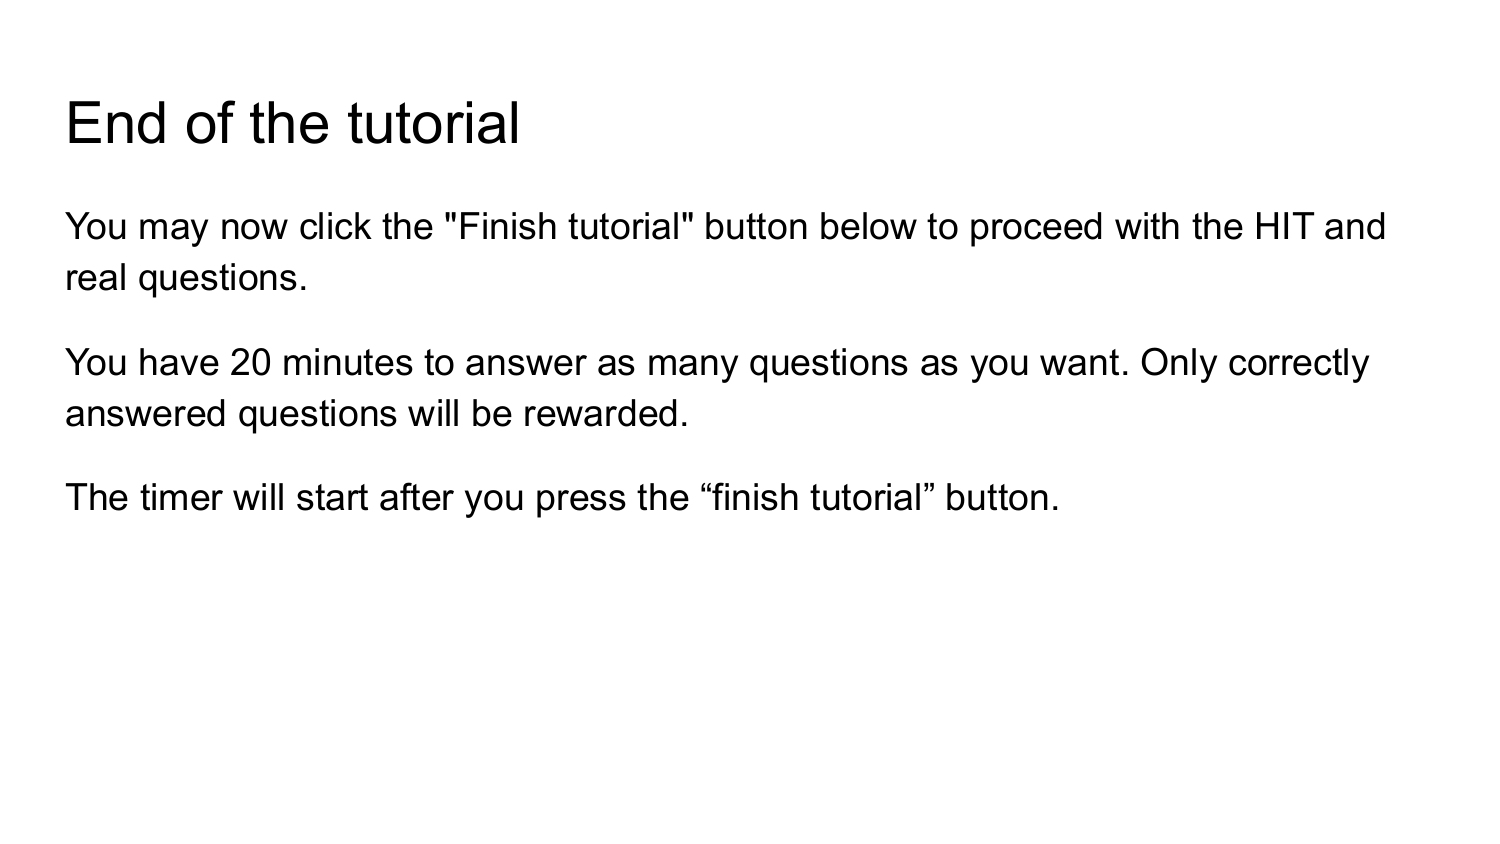 End of the tutorial
You may now click the "Finish tutorial" button below to proceed with the HIT and
real questions.
You have 20 minutes to answer as many questions as you want. Only correctly
answered questions will be rewarded.
The timer will start after you press the “finish tutorial” button.